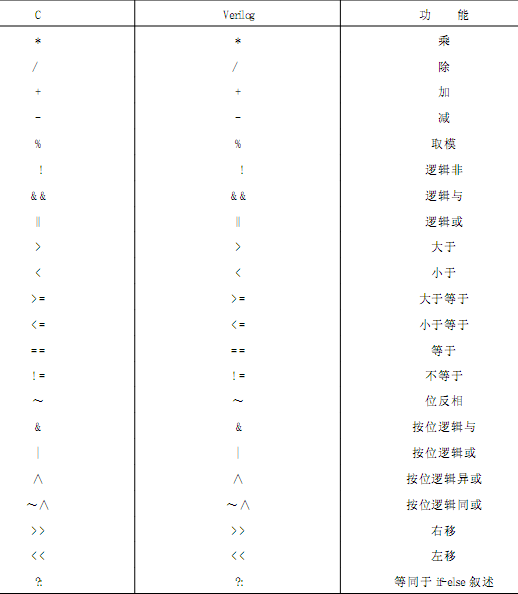 C Verilog 功 能
* * 乘
/ / 除
+ + 加
- - 减
% % 取模
! ! 逻辑非
&& && 逻辑与
|| || 逻辑或
> > 大于
< < 小于
>= >= 大于等于
<= <= 小于等于
== == 等于
!= != 不等于
～ ～ 位反相
& & 按位逻辑与
| | 按位逻辑或
∧ ∧ 按位逻辑异或
～∧ ～∧ 按位逻辑同或
>> >> 右移
<< << 左移
?: ?: 等同于 if-else 叙述